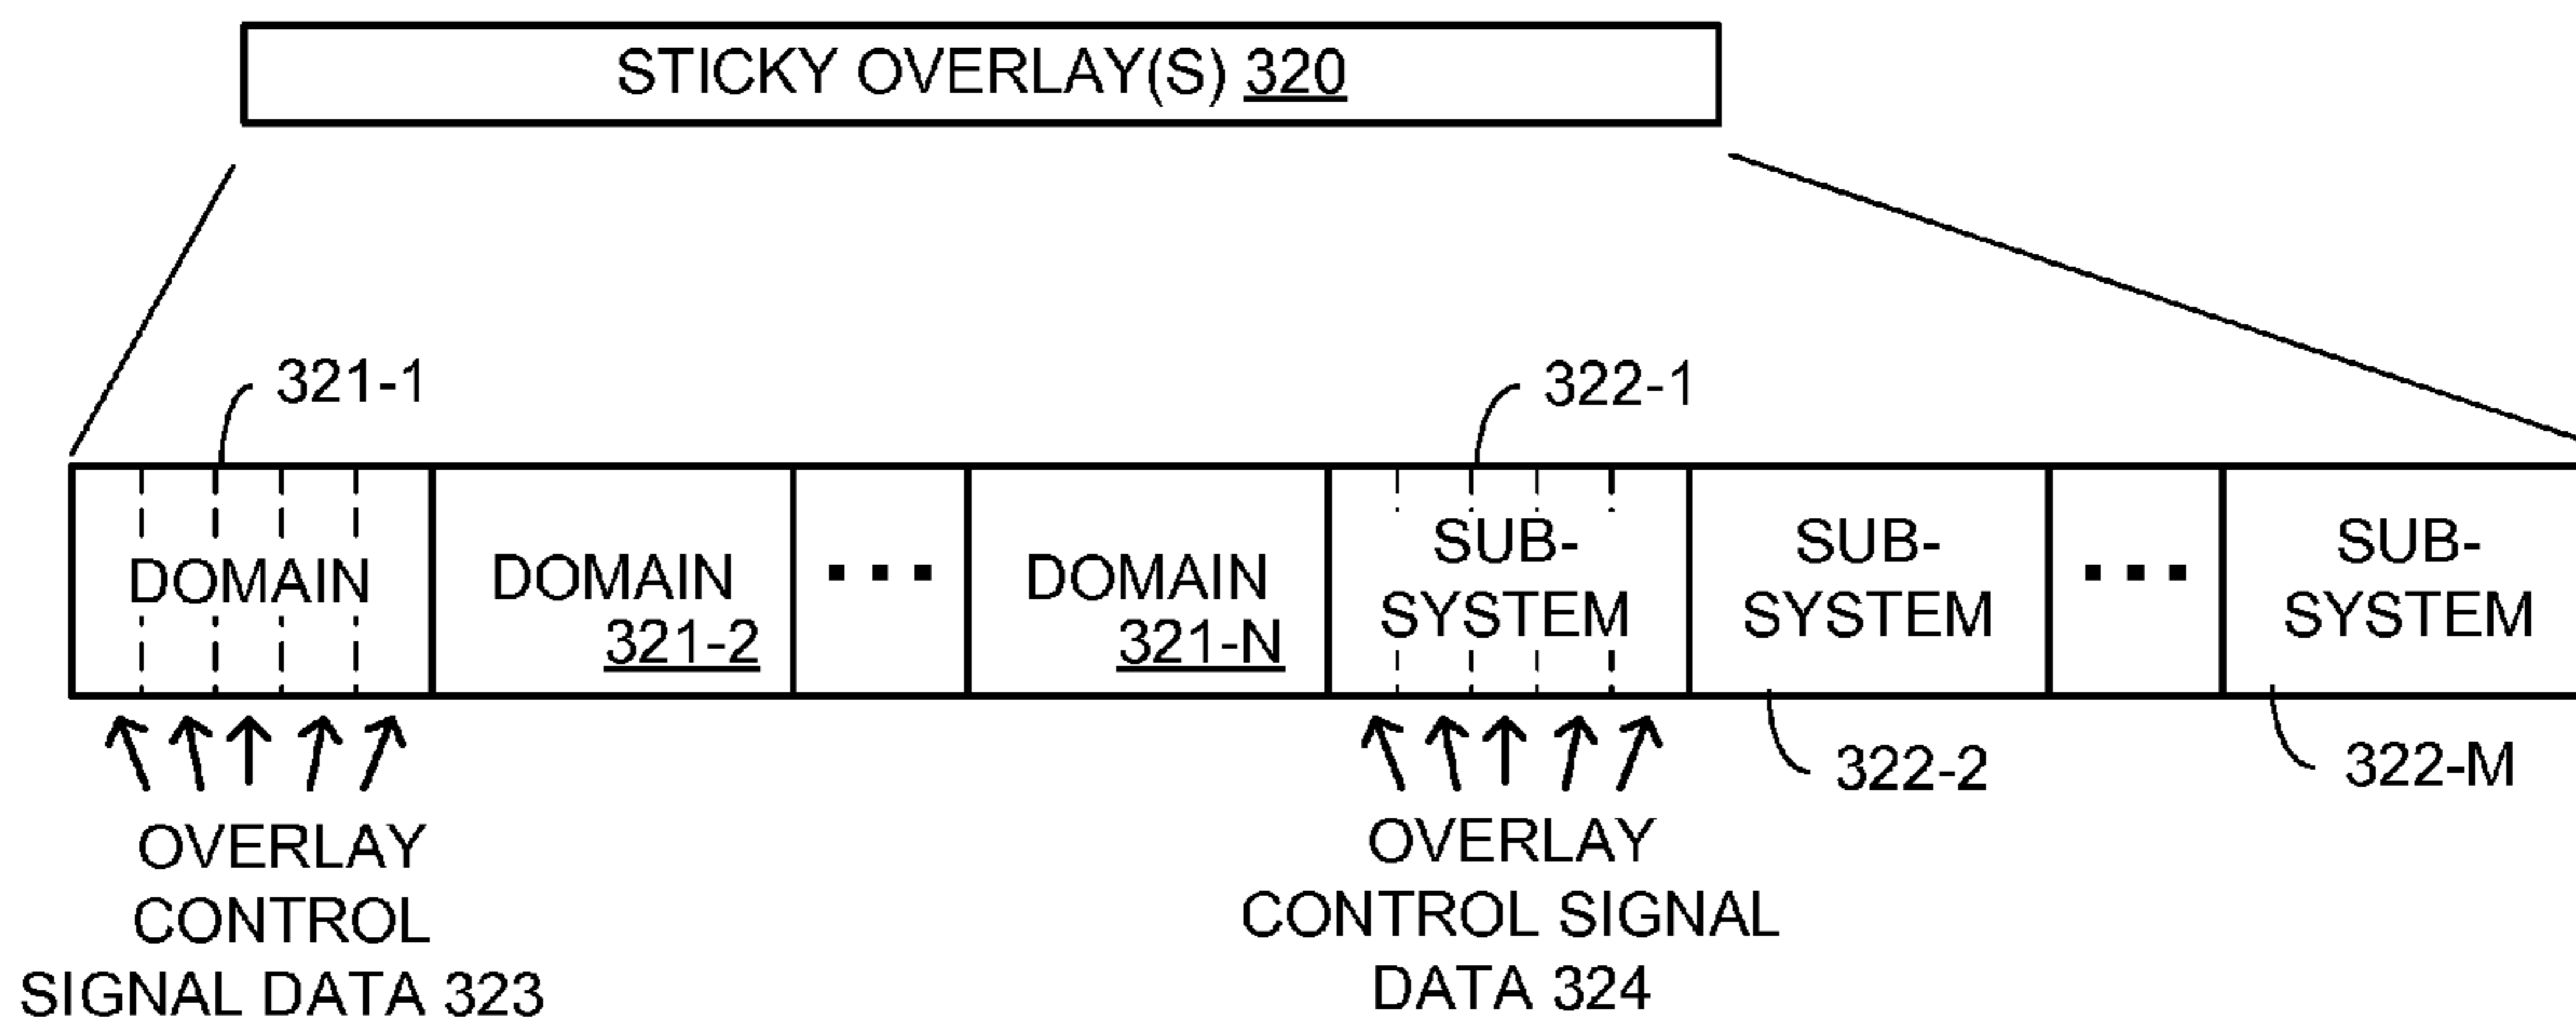 STICKY OVERLAY(S) 320
321-1
322-1
DOMAIN
DOMAIN
321-2
...
DOMAIN
321-N
SUB-
SYSTEM
SUB-
SYSTEM
...
SUB-
SYSTEM
322-2
322-M
OVERLAY
CONTROL
SIGNAL DATA 323
OVERLAY
CONTROL SIGNAL
DATA 324